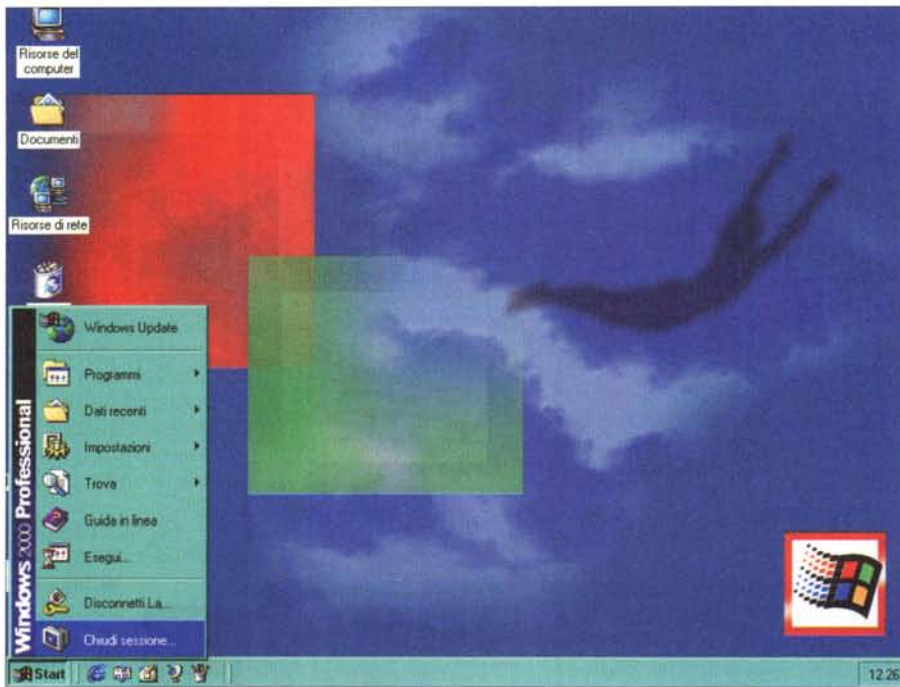 Risorse del
computer
Documenti
Risorse di rete
Windows 2000 Professional
Windows Update
Programmi
Dati recenti
Impostazioni
Trova
Guida in linea
Esegui...
Disconnetti La...
Chiudi sessione...
Start
12.26